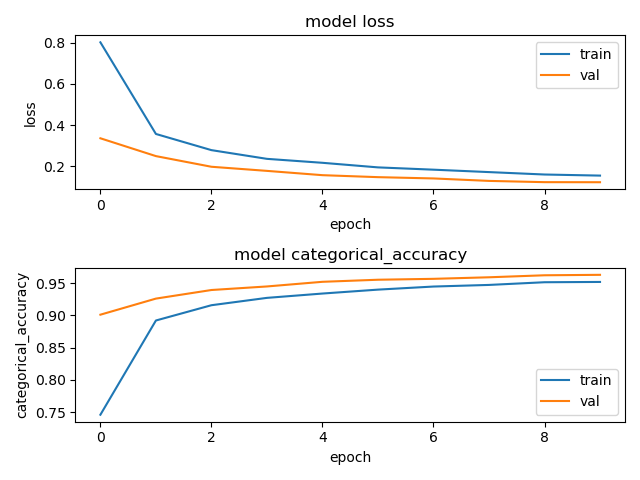 model loss
0.8
0.6
0.4
0.2
loss
train
val
0 2 4 6 8
epoch
model categorical_accuracy
0.95
0.90
0.85
0.80
0.75
categorical_accuracy
train
val
0 2 4 6 8
epoch